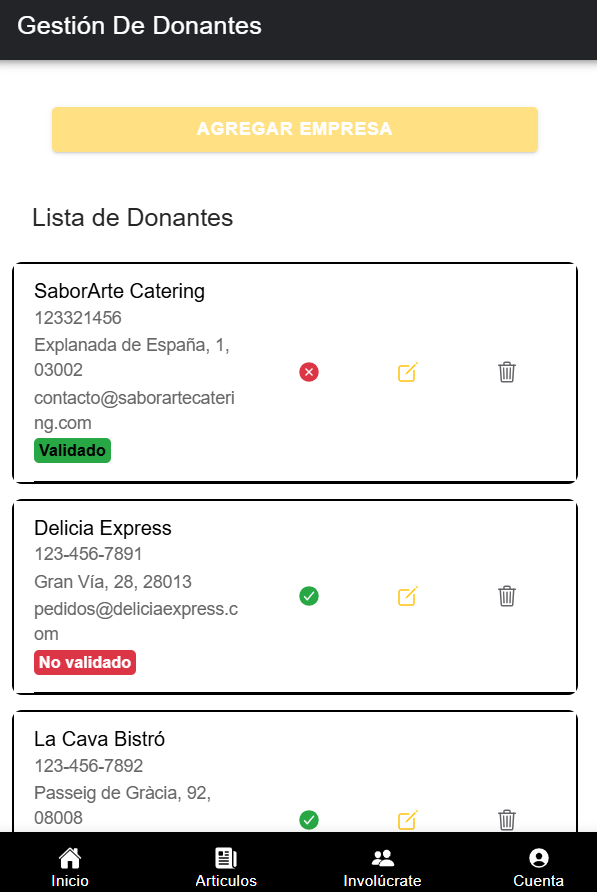 Gestión De Donantes
AGREGAR EMPRESA
Lista de Donantes
SaborArte Catering
123321456
Explanada de España, 1,
03002
contacto@saborartecateri
ng.com
Validado
Delicia Express
123-456-7891
Gran Vía, 28, 28013
pedidos@deliciaexpress.c
om
No validado
La Cava Bistró
123-456-7892
Passeig de Gràcia, 92,
08008
Inicio
Articulos
Involúcrate
Cuenta